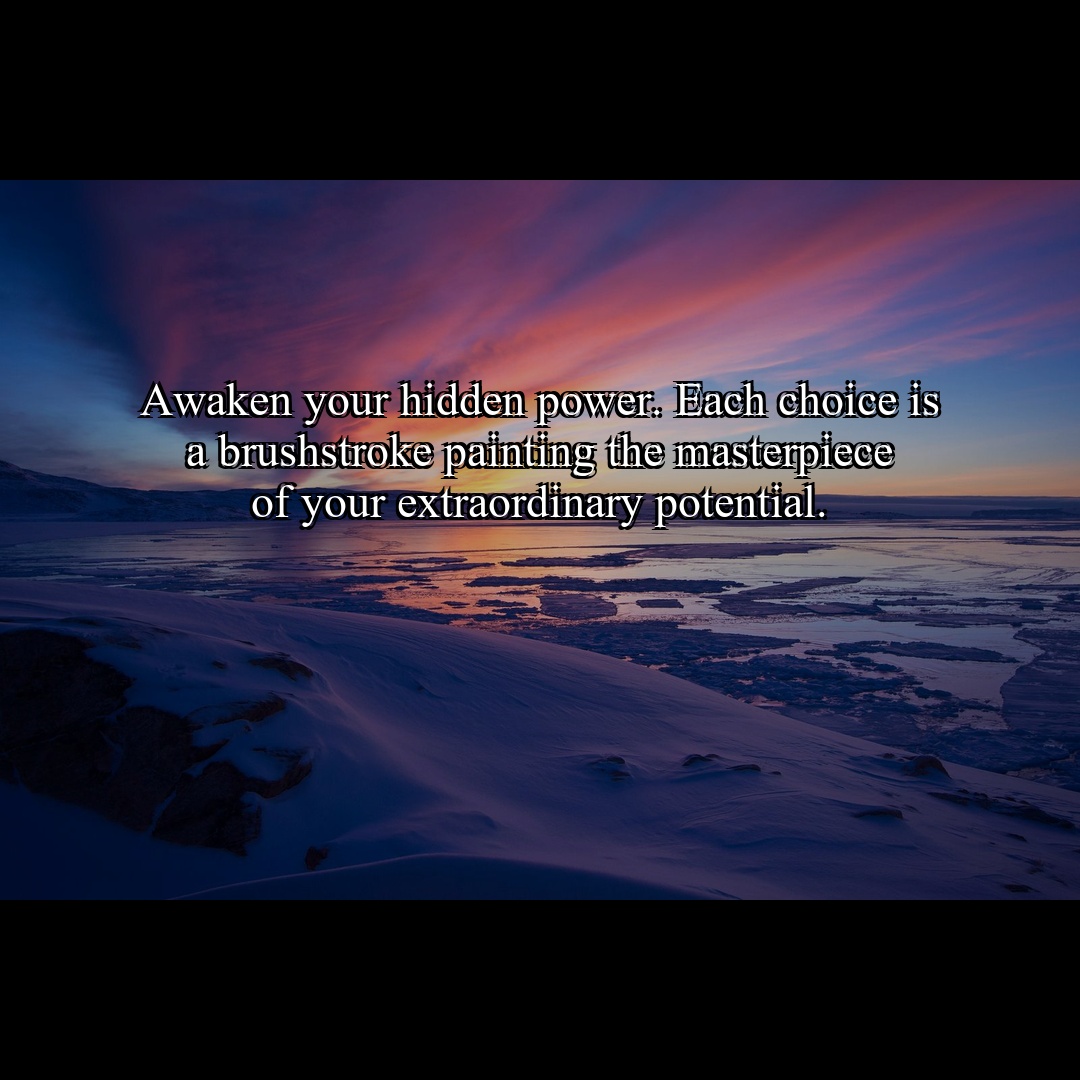 Awaken your hidden power. Each choice is
a brushstroke painting the masterpiece
of your extraordinary potential.